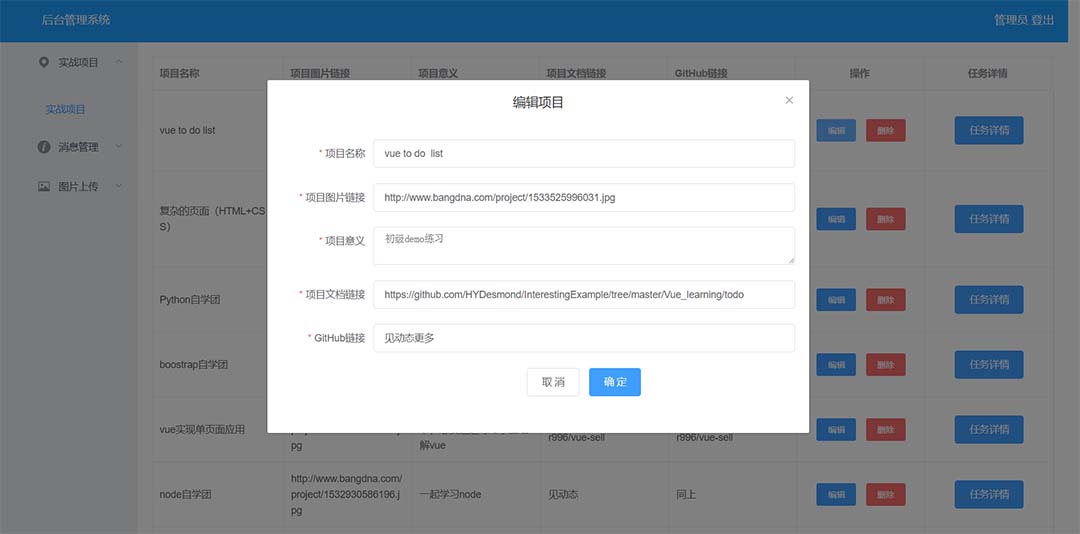 后台管理系统
管理员 登出
实战项目
实战项目
消息管理
图片上传
项目名称 项目图片链接 项目意义 项目文档链接 GitHub链接 操作 任务详情
vue to do list
编辑 删除 任务详情
复杂的页面（HTML+CS
S）
编辑 删除 任务详情
Python自学团
编辑 删除 任务详情
boostrap自学团
编辑 删除 任务详情
vue实现单页面应用
pg
解vue
r996/vue-sell
r996/vue-sell
编辑 删除 任务详情
node自学团
http://www.bangdna.com/
project/1532930586196.j
pg
一起学习node
见动态
同上
编辑 删除 任务详情
编辑项目
* 项目名称 vue to do list
* 项目图片链接 http://www.bangdna.com/project/1533525996031.jpg
* 项目意义 初级demo练习
* 项目文档链接 https://github.com/HYDesmond/InterestingExample/tree/master/Vue_learning/todo
* GitHub链接 见动态更多
取消 确定